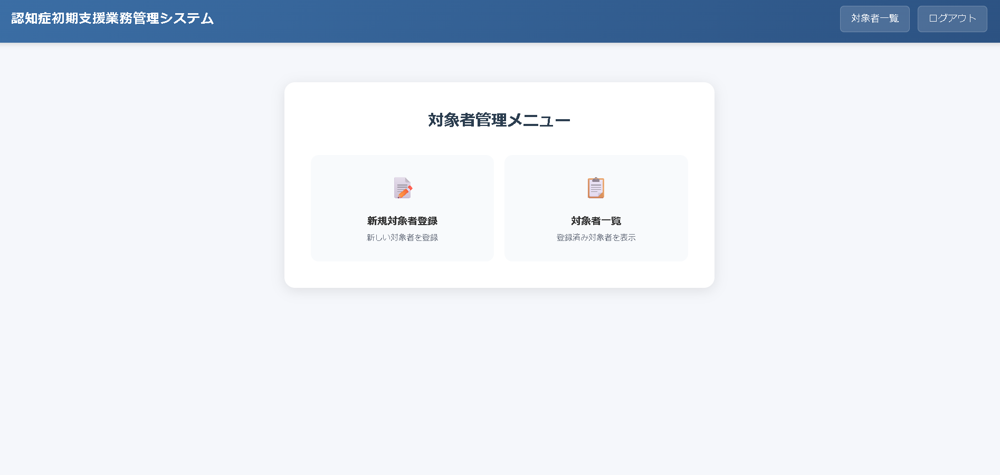 認知症初期支援業務管理システム
対象者一覧
ログアウト
対象者管理メニュー
新規対象者登録
新しい対象者を登録
対象者一覧
登録済み対象者を表示